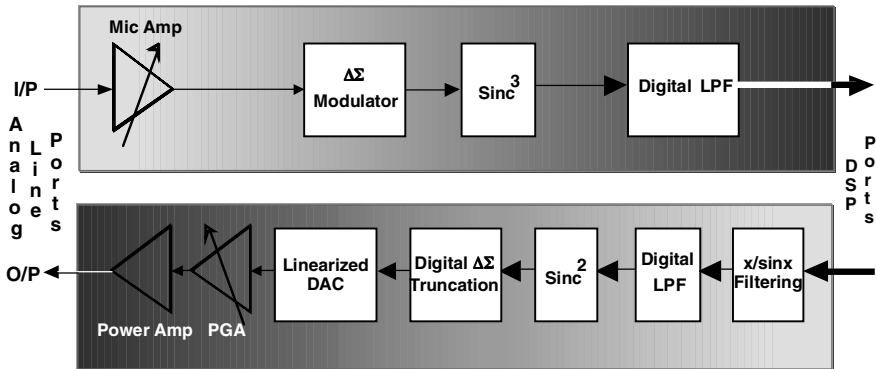 Mic Amp
I/P
ΔΣ
Modulator
Sinc³
Digital LPF
Analog
Line
Ports
DSP
Ports
O/P
Power Amp
PGA
Linearized
DAC
Digital ΔΣ
Truncation
Sinc²
Digital
LPF
x/sinx
Filtering